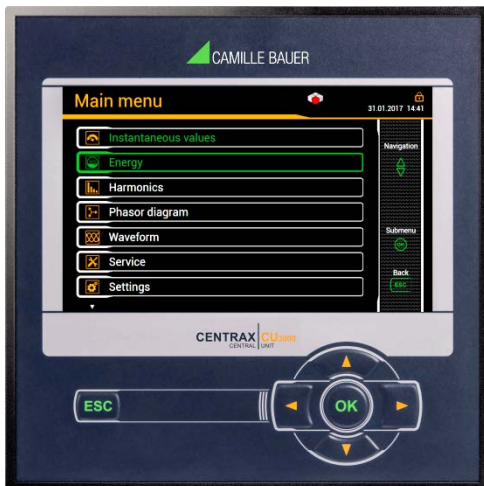 CAMILLE BAUER
Main menu
31.01.2017 14:41
Instantaneous values
Navigation
Energy
Harmonics
Phasor diagram
Waveform
Submenu
OK
Service
Back
Settings
ESC
CENTRAX CU3000
CENTRAL UNIT
ESC
OK